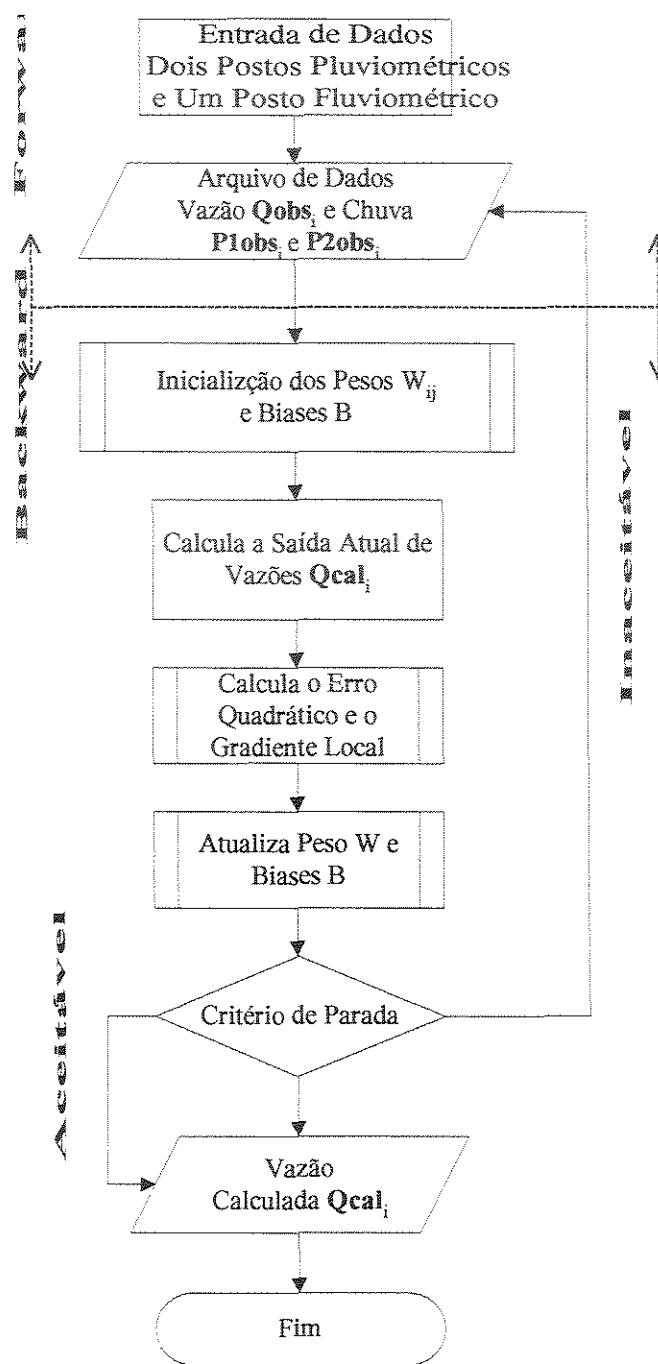 Entrada de Dados
Dois Postos Pluviométricos
e Um Posto Fluviométrico
Arquivo de Dados
Vazão Qobsi e Chuva
P1obsi e P2obsi
Backward
Inicializção dos Pesos Wij
e Biases B
Calcula a Saída Atual de
Vazões Qcali
Inaceitável
Calcula o Erro
Quadrático e o
Gradiente Local
Atualiza Peso W e
Biases B
Aceitável
Critério de Parada
Vazão
Calculada Qcali
Fim